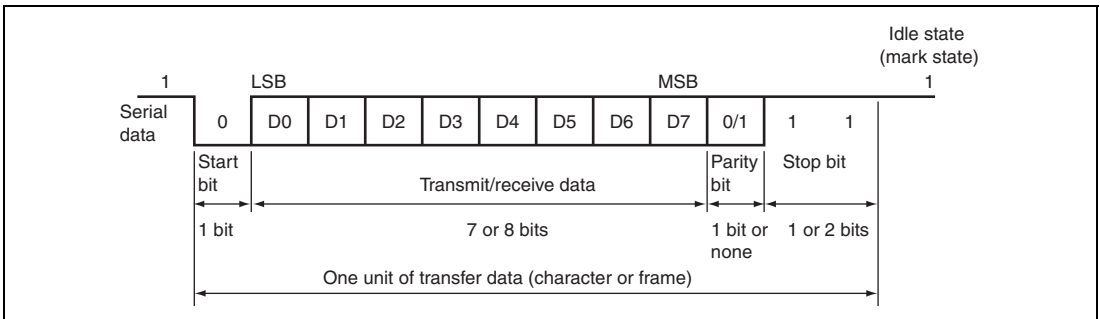 Idle state
(mark state)
1 LSB MSB 1
Serial
data
0 D0 D1 D2 D3 D4 D5 D6 D7 0/1 1 1
Start
bit
Transmit/receive data
Parity
bit
Stop bit
1 bit
7 or 8 bits
1 bit or
none
1 or 2 bits
One unit of transfer data (character or frame)